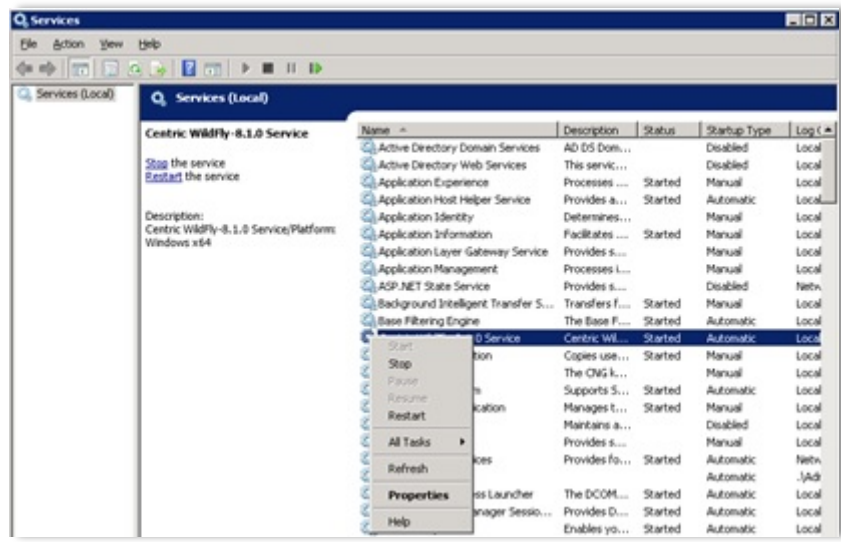 Services
File Action View Help
Services (Local)
Services (Local)
Centric WildFly-8.1.0 Service
Stop the service
Restart the service
Description:
Centric WildFly-8.1.0 Service/Platform:
Windows x64
Name Description Status Startup Type Log
Active Directory Domain Services AD DS Dom... Disabled Local
Active Directory Web Services This servic... Disabled Local
Application Experience Processes .... Started Manual Local
Application Host Helper Service Provides a... Started Automatic Local
Application Identity Determines... Manual Local
Application Information Facilitates .... Started Manual Local
Application Layer Gateway Service Provides s.... Manual Local
Application Management Processes i.... Manual Local
ASP.NET State Service Provides s.... Disabled Netw
Background Intelligent Transfer S... Transfers f.... Started Manual Local
Base Filtering Engine The Base F.... Started Automatic Local
0 Service Centric Wil... Started Automatic Local
tion Copies use... Started Manual Local
The CNG k... Manual Local
m Supports S... Started Automatic Local
ication Manages t... Started Manual Local
Maintains a... Disabled Local
Provides s... Manual Local
ices Provides fo... Started Automatic Netw
Automatic .\Adr
ss Launcher The DCOM.... Started Automatic Local
anager Sessio... Provides D.... Started Automatic Local
Enables yo... Started Automatic Local
Start
Stop
Pause
Resume
Restart
All Tasks
Refresh
Properties
Help